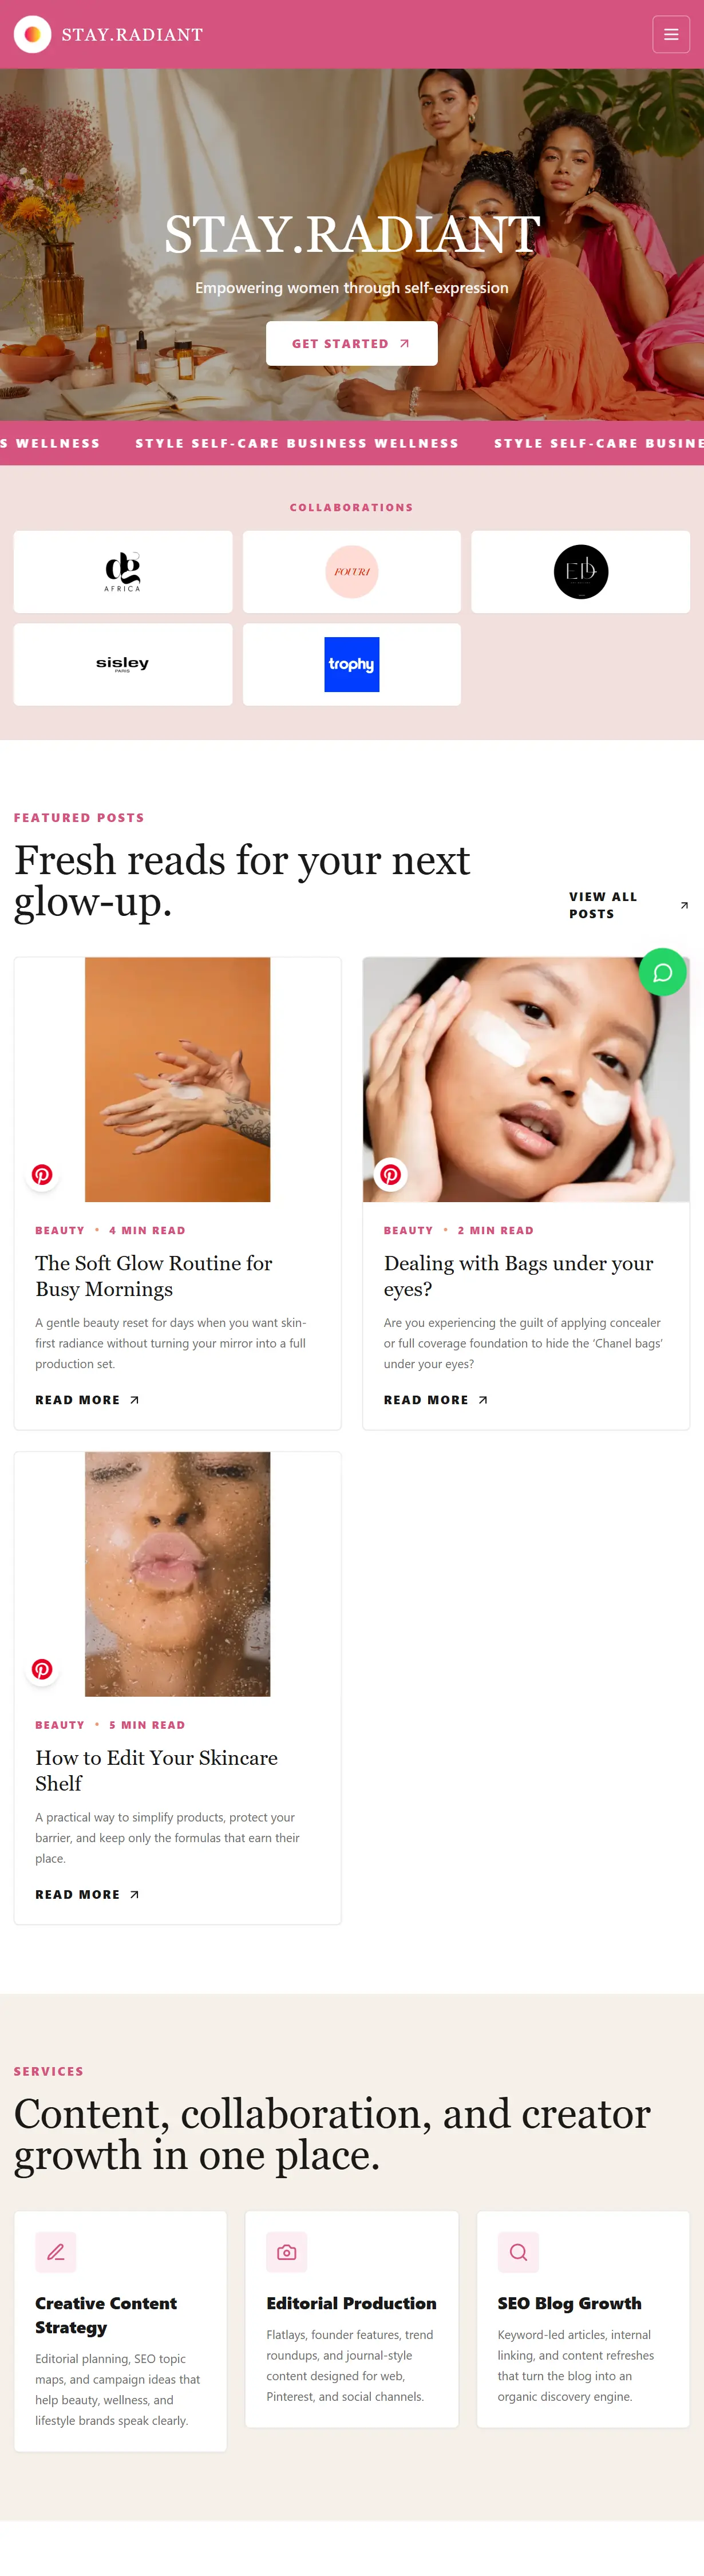 STAY.RADIANT
STAY.RADIANT
Empowering women through self-expression
GET STARTED
S WELLNESS STYLE SELF-CARE BUSINESS WELLNESS STYLE SELF-CARE BUSINE
COLLABORATIONS
AFRICA
sisley
PARIS
trophy
FEATURED POSTS
Fresh reads for your next
glow-up.
VIEW ALL
POSTS
BEAUTY • 4 MIN READ
The Soft Glow Routine for
Busy Mornings
A gentle beauty reset for days when you want skin-
first radiance without turning your mirror into a full
production set.
READ MORE
BEAUTY • 2 MIN READ
Dealing with Bags under your
eyes?
Are you experiencing the guilt of applying concealer
or full coverage foundation to hide the ‘Chanel bags’
under your eyes?
READ MORE
BEAUTY • 5 MIN READ
How to Edit Your Skincare
Shelf
A practical way to simplify products, protect your
barrier, and keep only the formulas that earn their
place.
READ MORE
SERVICES
Content, collaboration, and creator
growth in one place.
Creative Content
Strategy
Editorial planning, SEO topic
maps, and campaign ideas that
help beauty, wellness, and
lifestyle brands speak clearly.
Editorial Production
Flatlays, founder features, trend
roundups, and journal-style
content designed for web,
Pinterest, and social channels.
SEO Blog Growth
Keyword-led articles, internal
linking, and content refreshes
that turn the blog into an
organic discovery engine.